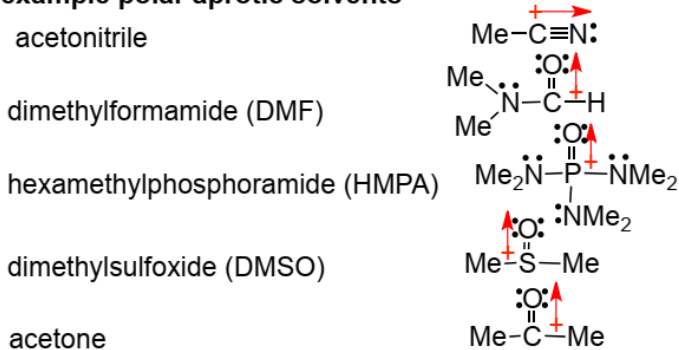 example polar aprotic solvents
acetonitrile
Me–C≡N:
dimethylformamide (DMF)
:O:
Me
N–C–H
Me
hexamethylphosphoramide (HMPA)
:O:
Me₂N–P–NMe₂
:NMe₂
dimethylsulfoxide (DMSO)
:O:
Me–S–Me
acetone
:O:
Me–C–Me